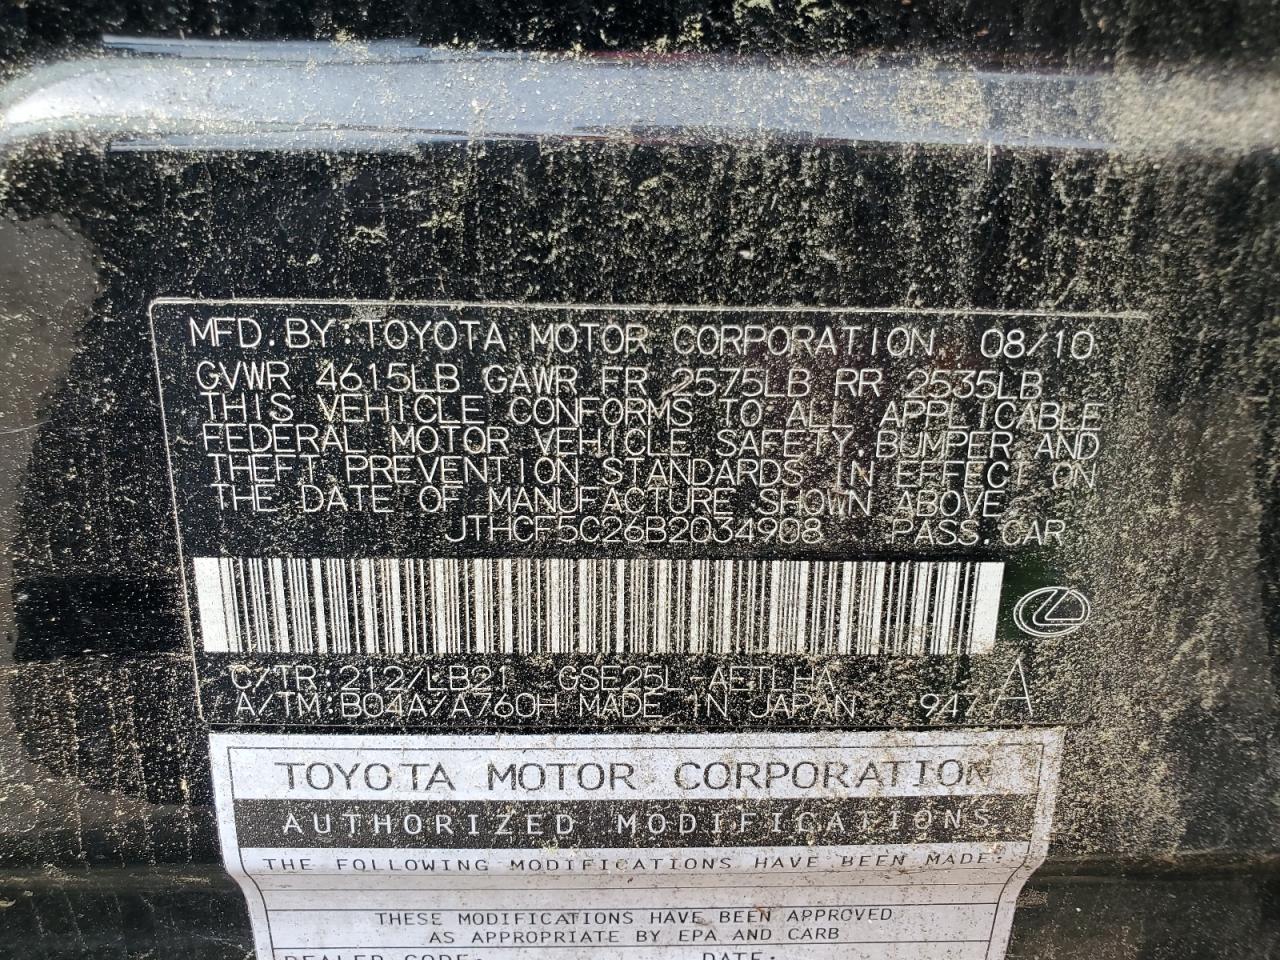 MFD. BY: TOYOTA MOTOR CORPORATION 08/10
GVWR 4615LB GAWR FR 2575LB RR 2535LB
THIS VEHICLE CONFORMS TO ALL APPLICABLE
FEDERAL MOTOR VEHICLE SAFETY, BUMPER AND
THEFT PREVENTION STANDARDS IN EFFECT ON
THE DATE OF MANUFACTURE SHOWN ABOVE.
JTHCF5C26B2034908 PASS. CAR
C/TR: 212/LB21 GSE25L-AETLHA
A/TM: B04A/A760H MADE IN JAPAN 947 A
TOYOTA MOTOR CORPORATION
AUTHORIZED MODIFICATIONS
THE FOLLOWING MODIFICATIONS HAVE BEEN MADE:
THESE MODIFICATIONS HAVE BEEN APPROVED
AS APPROPRIATE BY EPA AND CARB
DEALER CODE: DATE: